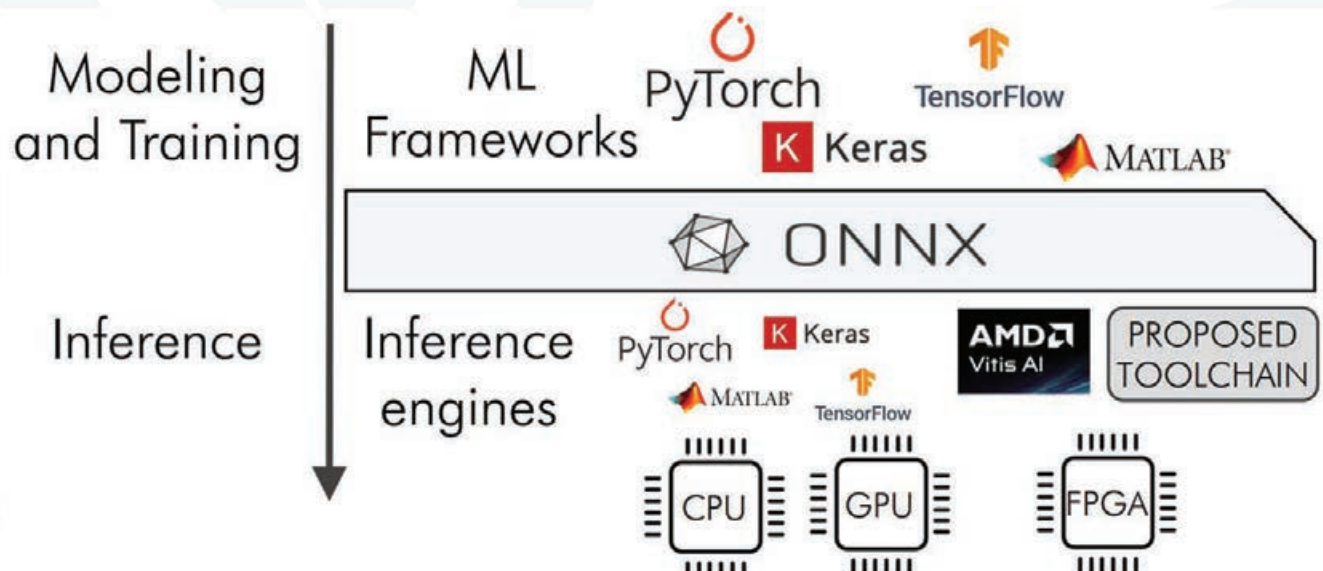 Modeling
and Training
ML
Frameworks
PyTorch
TensorFlow
K Keras
MATLAB®
ONNX
Inference
Inference
engines
PyTorch
K Keras
MATLAB®
TensorFlow
AMD
Vitis AI
PROPOSED
TOOLCHAIN
CPU
GPU
FPGA